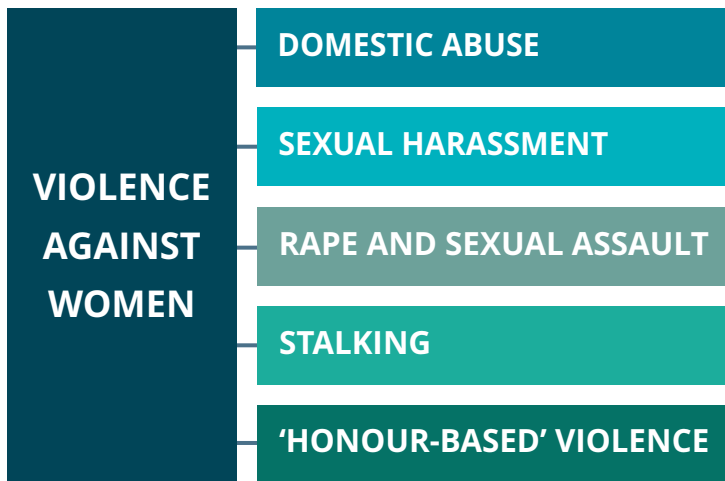 VIOLENCE
AGAINST
WOMEN
DOMESTIC ABUSE
SEXUAL HARASSMENT
RAPE AND SEXUAL ASSAULT
STALKING
‘HONOUR-BASED’ VIOLENCE